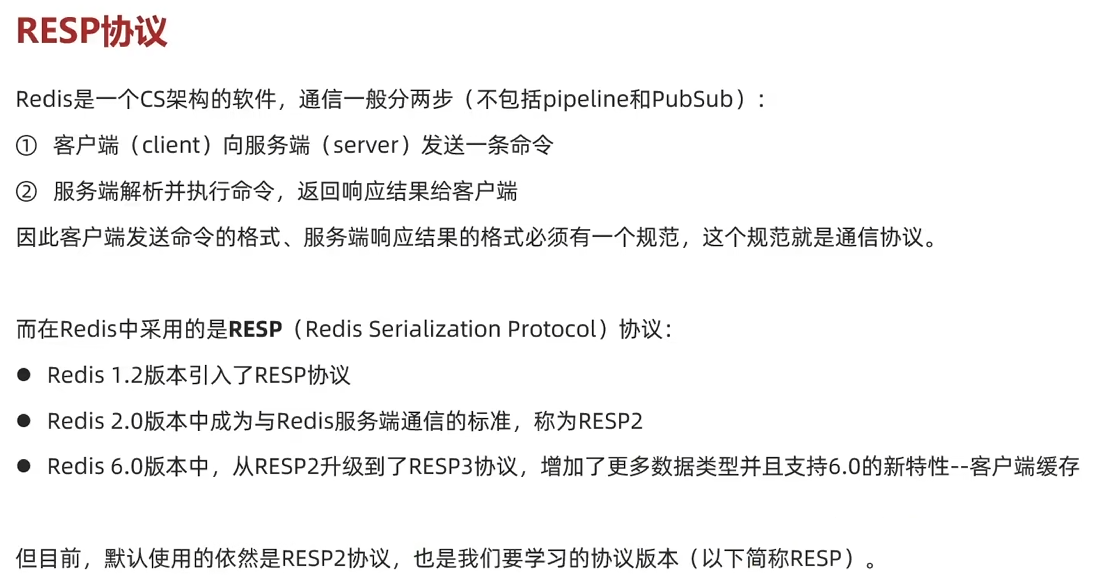 RESP协议
Redis是一个CS架构的软件，通信一般分两步（不包括pipeline和PubSub）：
① 客户端（client）向服务端（server）发送一条命令
② 服务端解析并执行命令，返回响应结果给客户端
因此客户端发送命令的格式、服务端响应结果的格式必须有一个规范，这个规范就是通信协议。
而在Redis中采用的是RESP（Redis Serialization Protocol）协议：
● Redis 1.2版本引入了RESP协议
● Redis 2.0版本中成为与Redis服务端通信的标准，称为RESP2
● Redis 6.0版本中，从RESP2升级到了RESP3协议，增加了更多数据类型并且支持6.0的新特性--客户端缓存
但目前，默认使用的依然是RESP2协议，也是我们要学习的协议版本（以下简称RESP）。